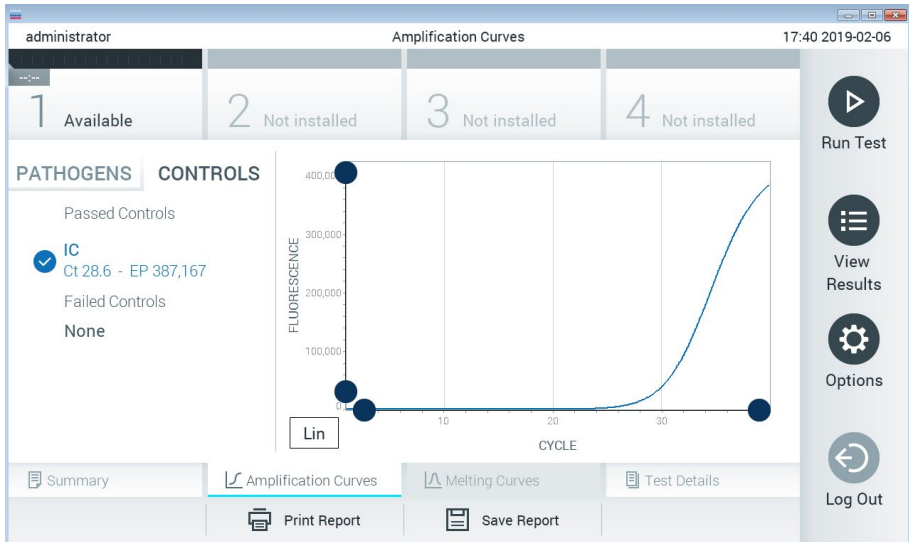 administrator
Amplification Curves
17:40 2019-02-06
--:--
1 Available
2 Not installed
3 Not installed
4 Not installed
Run Test
View
Results
Options
Log Out
PATHOGENS CONTROLS
Passed Controls
IC
Ct 28.6 - EP 387,167
Failed Controls
None
FLUORESCENCE
300,000
200,000
100,000
0
10 20 30
CYCLE
Lin
Summary
Amplification Curves
Melting Curves
Test Details
Print Report
Save Report